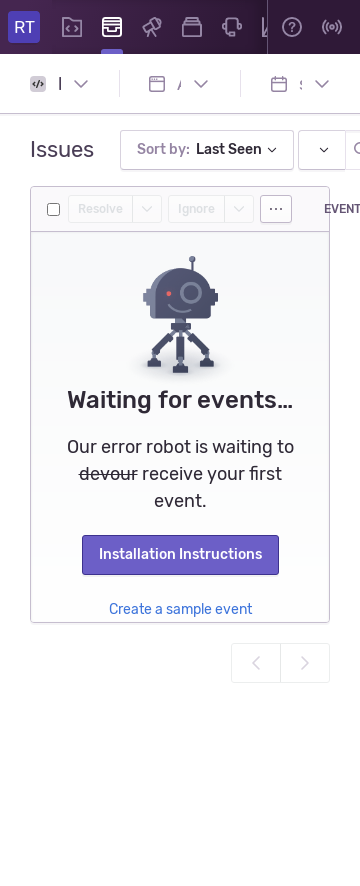 RT
Issues
Sort by: Last Seen
Resolve
Ignore
EVENT
Waiting for events…
Our error robot is waiting to
devour receive your first
event.
Installation Instructions
Create a sample event